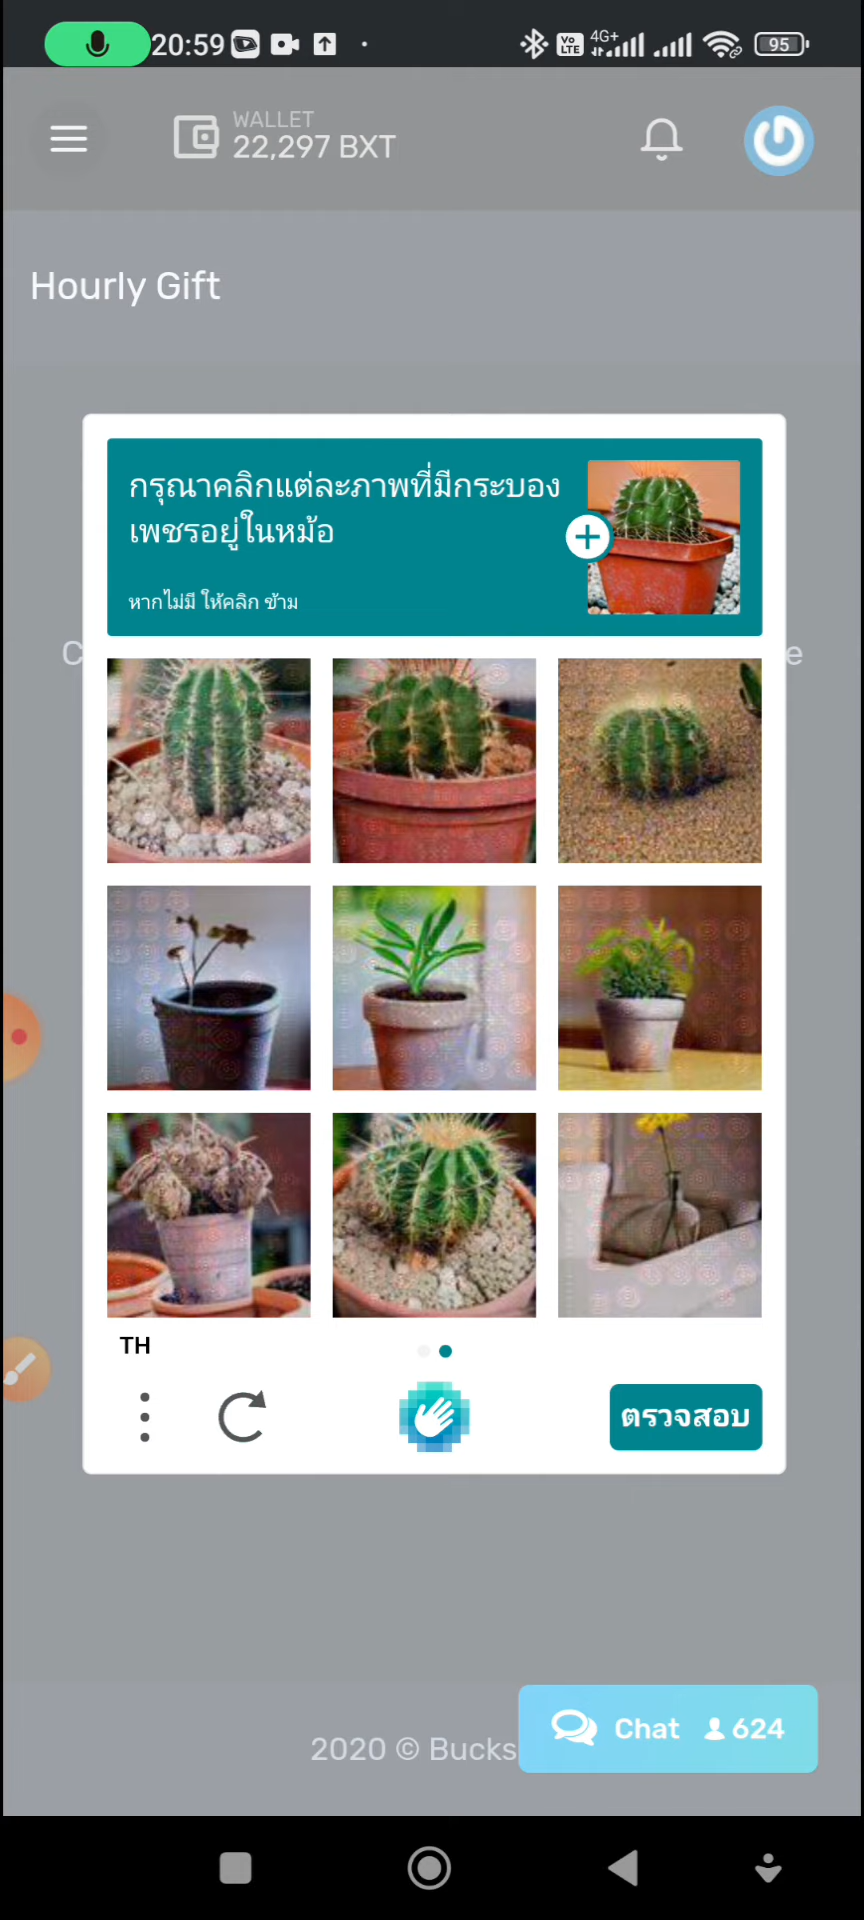 20:59
4G+
Vo LTE
95
WALLET
22,297 BXT
Hourly Gift
กรุณาคลิกแต่ละภาพที่มีกระบอง
เพชรอยู่ในหม้อ
หากไม่มี ให้คลิก ข้าม
C
e
TH
ตรวจสอบ
Chat 624
2020 © Bucks